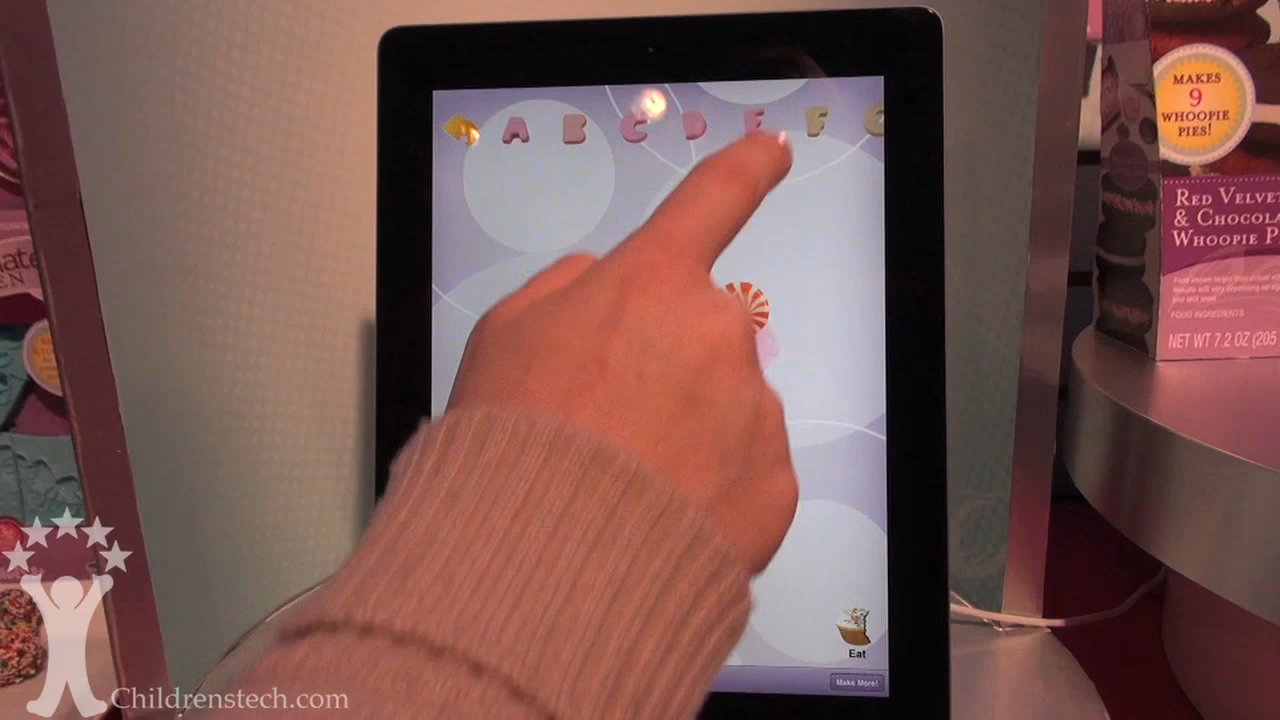 A B C D E F
MAKES
9
WHOOPIE
PIES!
RED VELVE
& CHOCOLA
WHOOPIE P
FOOD INGREDIENTS
NET WT 7.2 OZ (205
Eat
Make More!
Childrenstech.com